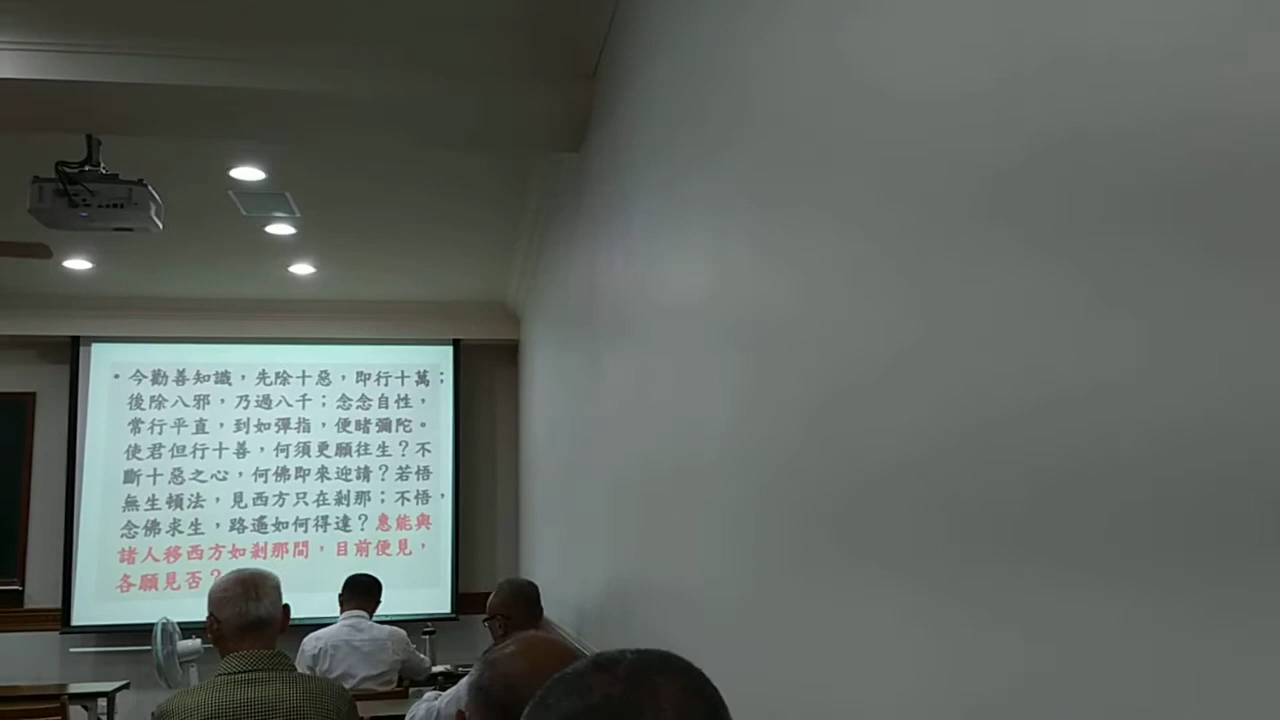 • 今勸善知識，先除十惡，即行十萬；
後除八邪，乃過八千；念念自性，
常行平直，到如彈指，便睹彌陀。
使君但行十善，何須更願往生？不
斷十惡之心，何佛即來迎請？若悟
無生頓法，見西方只在剎那；不悟，
念佛求生，路遙如何得達？惠能與
諸人移西方如剎那間，目前便見，
各願見否？